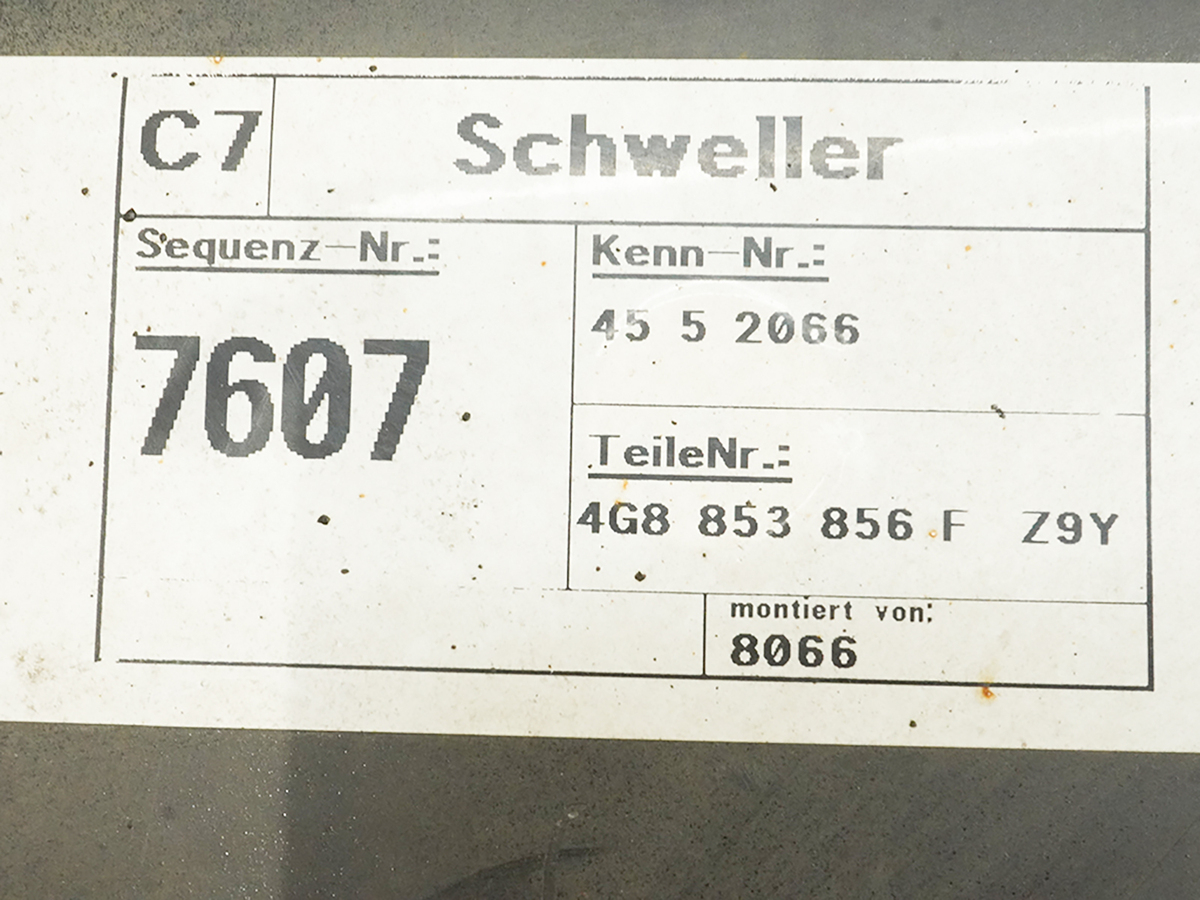 C7 Schweller
Sequenz-Nr.:
7607
Kenn-Nr.:
45 5 2066
TeileNr.:
4G8 853 856 F Z9Y
montiert von:
8066